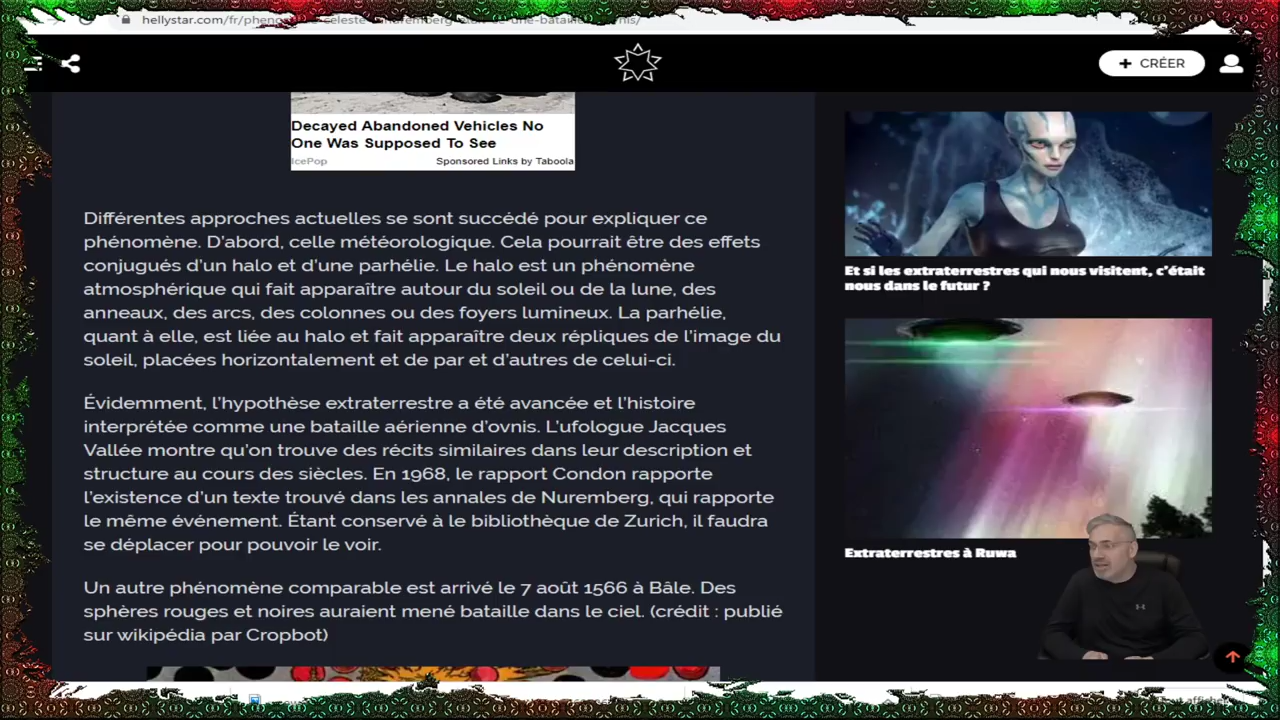 hellystar.com/fr/phen
CRÉER
Decayed Abandoned Vehicles No
One Was Supposed To See
IcePop
Sponsored Links by Taboola
Différentes approches actuelles se sont succédé pour expliquer ce
phénomène. D'abord, celle météorologique. Cela pourrait être des effets
conjugués d'un halo et d'une parhélie. Le halo est un phénomène
atmosphérique qui fait apparaître autour du soleil ou de la lune, des
anneaux, des arcs, des colonnes ou des foyers lumineux. La parhélie,
quant à elle, est liée au halo et fait apparaître deux répliques de l'image du
soleil, placées horizontalement et de par et d'autres de celui-ci.
Évidemment, l'hypothèse extraterrestre a été avancée et l'histoire
interprétée comme une bataille aérienne d'ovnis. L'ufologue Jacques
Vallée montre qu'on trouve des récits similaires dans leur description et
structure au cours des siècles. En 1968, le rapport Condon rapporte
l'existence d'un texte trouvé dans les annales de Nuremberg, qui rapporte
le même événement. Étant conservé à le bibliothèque de Zurich, il faudra
se déplacer pour pouvoir le voir.
Un autre phénomène comparable est arrivé le 7 août 1566 à Bâle. Des
sphères rouges et noires auraient mené bataille dans le ciel. (crédit : publié
sur wikipédia par Cropbot)
Et si les extraterrestres qui nous visitent, c'était
nous dans le futur ?
Extraterrestres à Ruwa